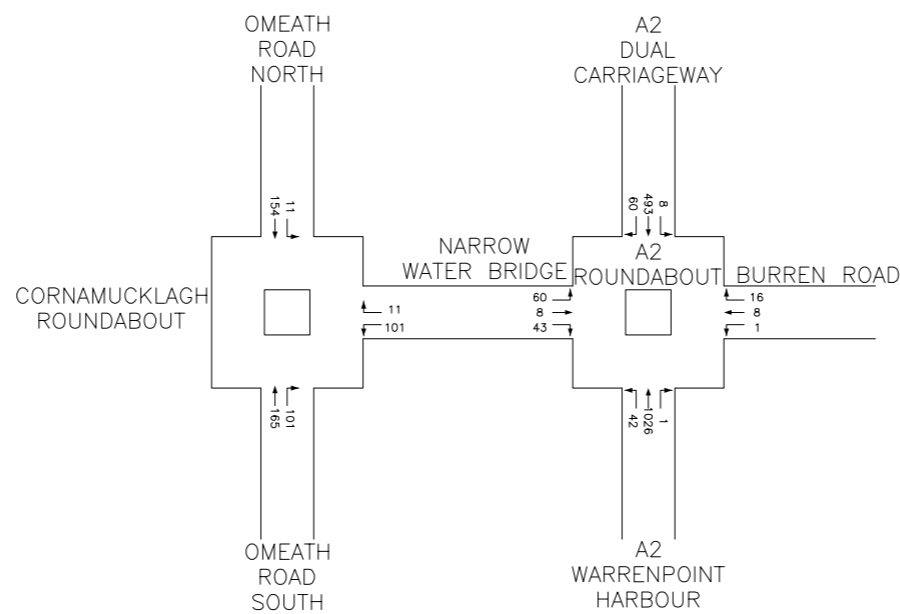 OMEATH
ROAD
NORTH
A2
DUAL
CARRIAGEWAY
154
11
60
493
8
CORNAMUCKLAGH
ROUNDABOUT
NARROW
WATER BRIDGE
A2
ROUNDABOUT
BURREN ROAD
11
101
60
8
43
16
8
1
165
101
42
1026
1
OMEATH
ROAD
SOUTH
A2
WARRENPOINT
HARBOUR